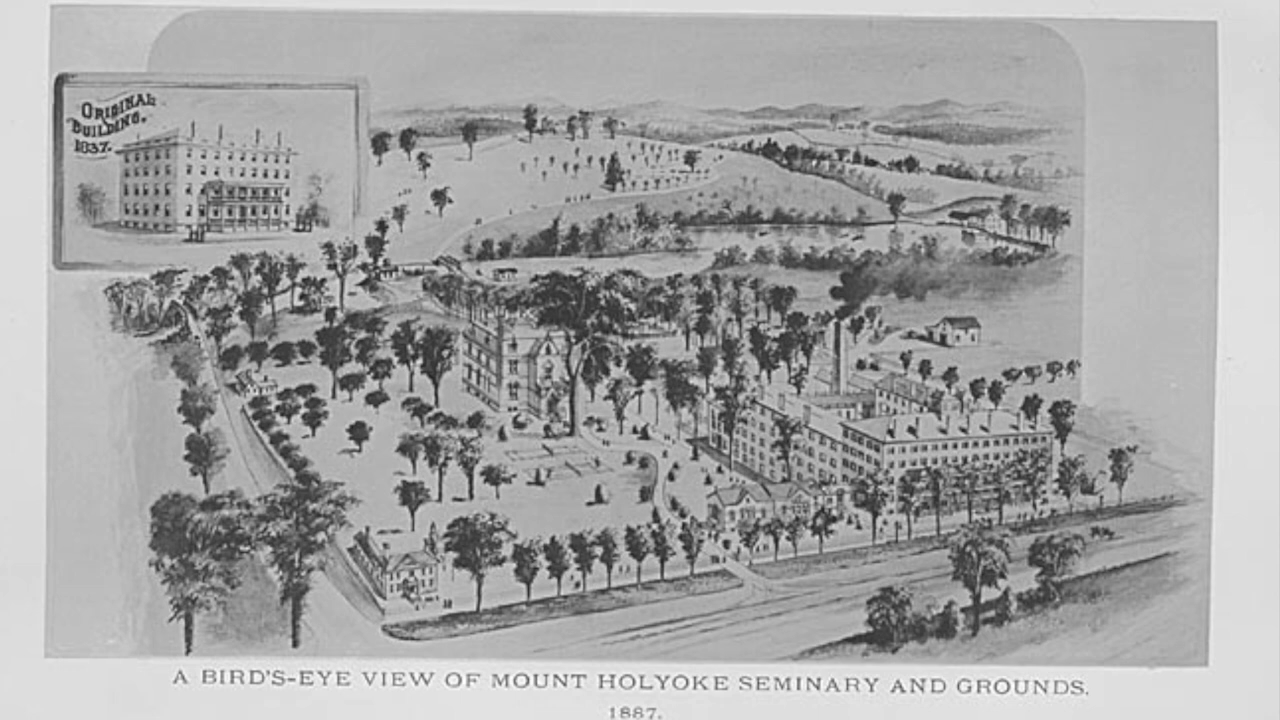 ORIGINAL
BUILDING.
1837.
A BIRD'S-EYE VIEW OF MOUNT HOLYOKE SEMINARY AND GROUNDS.
1887.